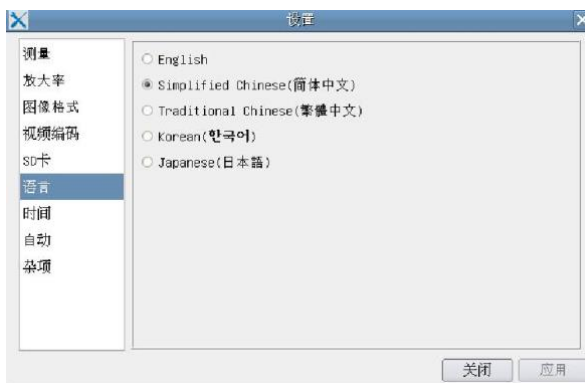 设置
测量
放大率
图像格式
视频编码
SD卡
语言
时间
自动
杂项
English
Simplified Chinese(简体中文)
Traditional Chinese(繁體中文)
Korean(한국어)
Japanese(日本語)
关闭
应用